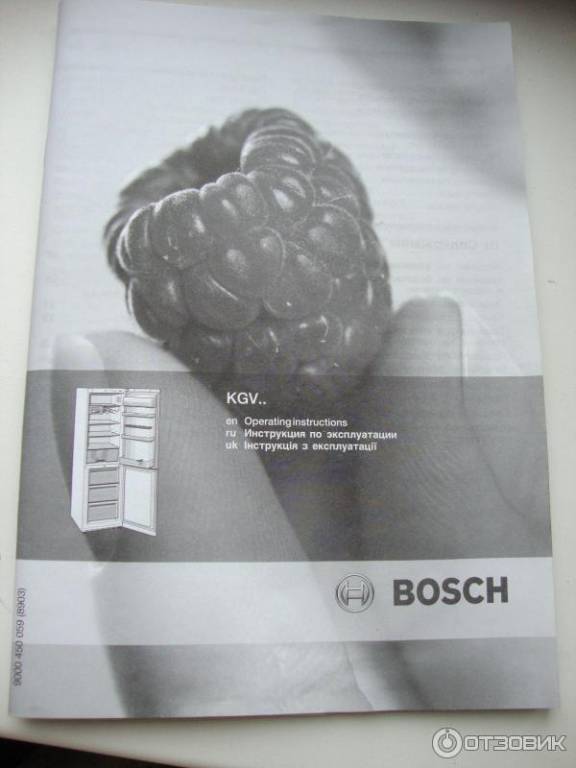 KGV..
en Operating instructions
ru Инструкция по эксплуатации
uk Інструкція з експлуатації
BOSCH
9000 450 059 (8903)
ОТЗОВИК